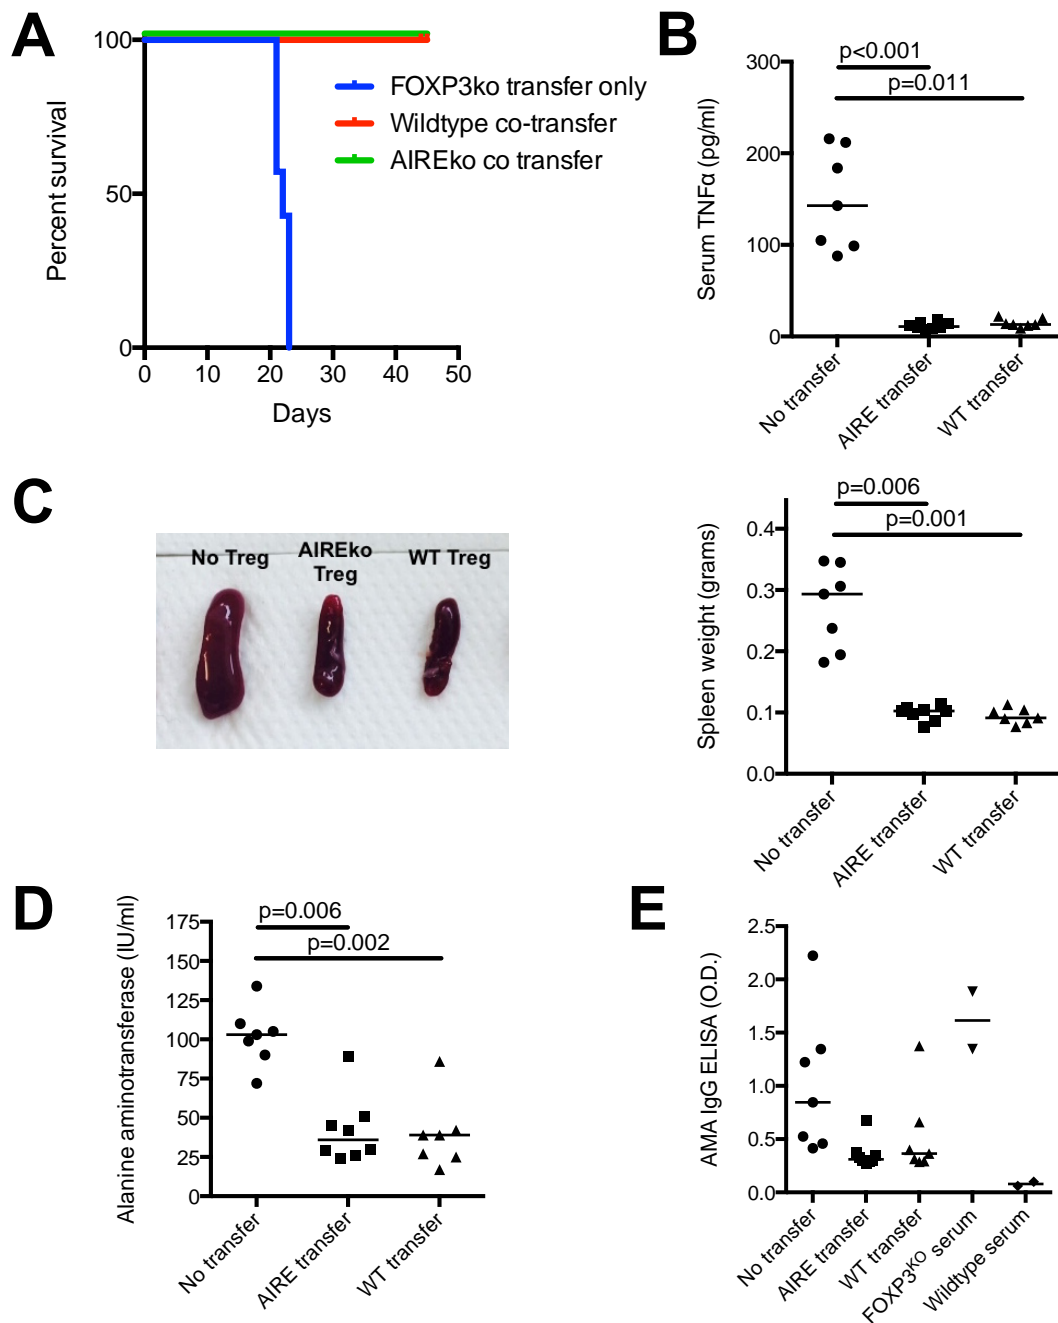 A
100
50
0
0 10 20 30 40 50
Percent survival
Days
FOXP3ko transfer only
Wildtype co-transfer
AIREko co transfer
B
p<0.001
p=0.011
300
200
100
0
Serum TNFα (pg/ml)
No transfer
AIRE transfer
WT transfer
C
No Treg
AIREko
Treg
WT Treg
p=0.006
p=0.001
0.4
0.3
0.2
0.1
0.0
Spleen weight (grams)
No transfer
AIRE transfer
WT transfer
D
p=0.006
p=0.002
175
150
125
100
75
50
25
0
Alanine aminotransferase (IU/ml)
No transfer
AIRE transfer
WT transfer
E
2.5
2.0
1.5
1.0
0.5
0.0
AMA IgG ELISA (O.D.)
No transfer
AIRE transfer
WT transfer
FOXP3KO serum
Wildtype serum